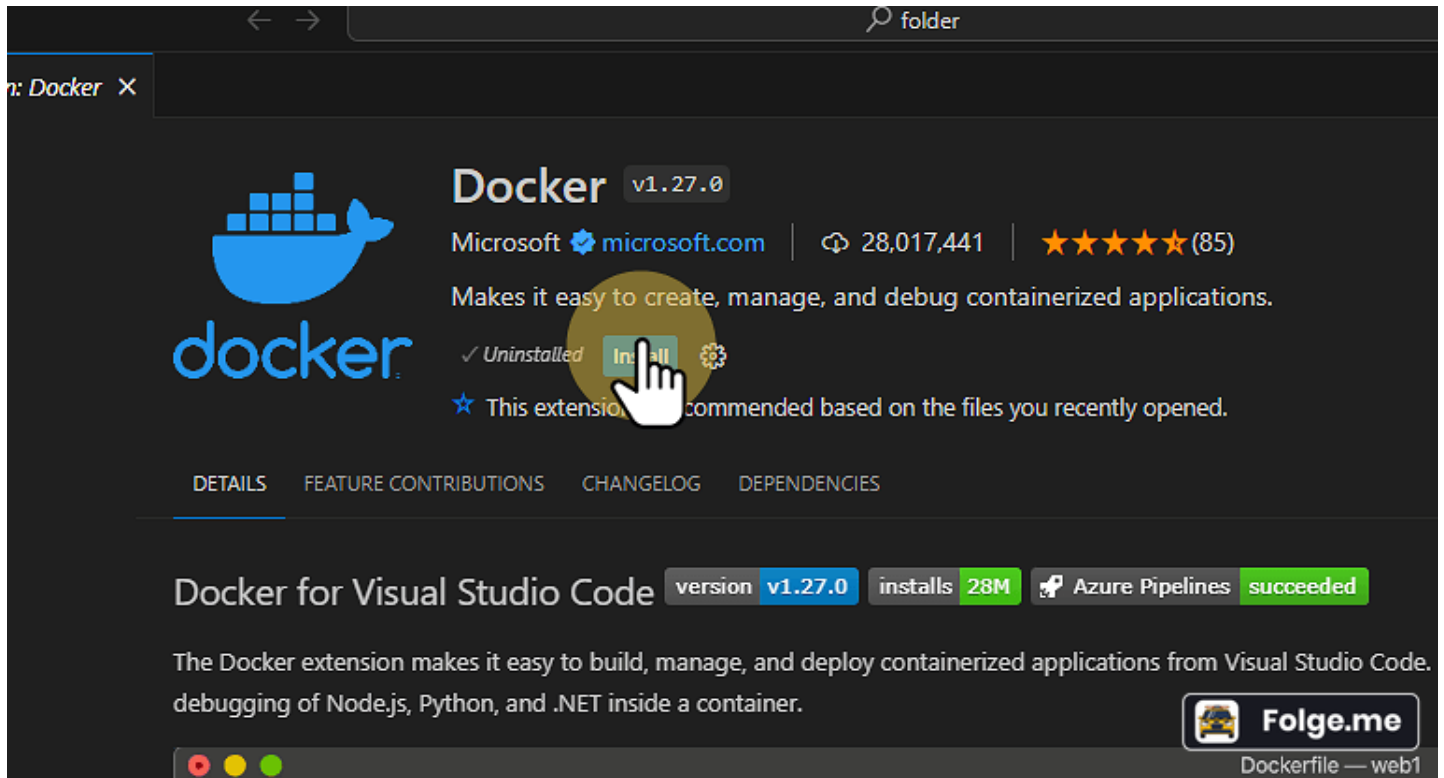 folder
n: Docker
Docker v1.27.0
Microsoft microsoft.com 28,017,441 (85)
Makes it easy to create, manage, and debug containerized applications.
docker
Uninstalled Install
This extension commended based on the files you recently opened.
DETAILS FEATURE CONTRIBUTIONS CHANGELOG DEPENDENCIES
Docker for Visual Studio Code version v1.27.0 installs 28M Azure Pipelines succeeded
The Docker extension makes it easy to build, manage, and deploy containerized applications from Visual Studio Code.
debugging of Node.js, Python, and .NET inside a container.
Folge.me
Dockerfile — web1